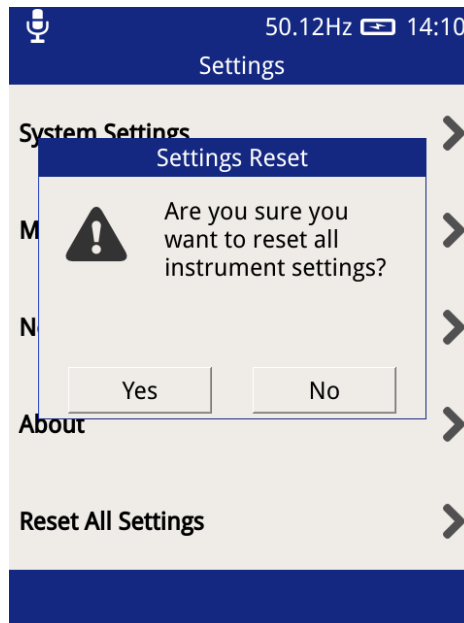 50.12Hz 14:10
Settings
System Settings
Settings Reset
Are you sure you
want to reset all
instrument settings?
Yes No
About
Reset All Settings